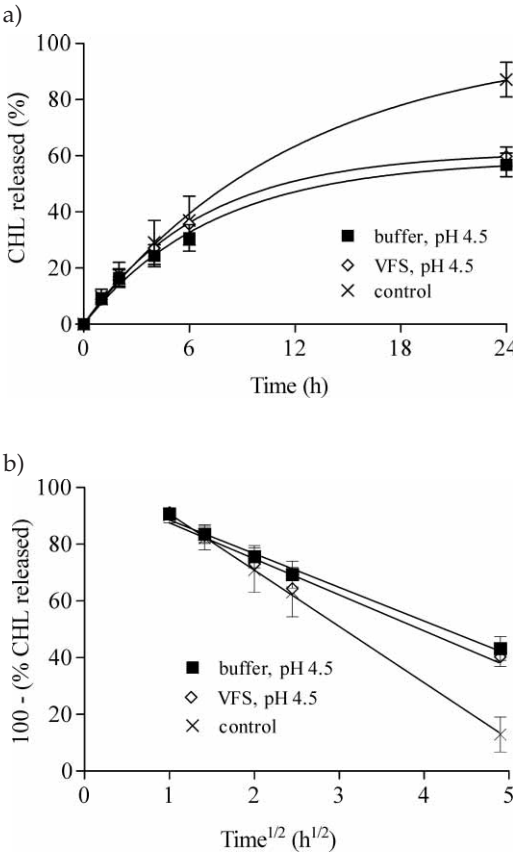 a)
100
80
60
40
20
0
CHL released (%)
buffer, pH 4.5
VFS, pH 4.5
control
0 6 12 18 24
Time (h)
b)
100
80
60
40
20
0
100 - (% CHL released)
buffer, pH 4.5
VFS, pH 4.5
control
0 1 2 3 4 5
Time1/2 (h1/2)